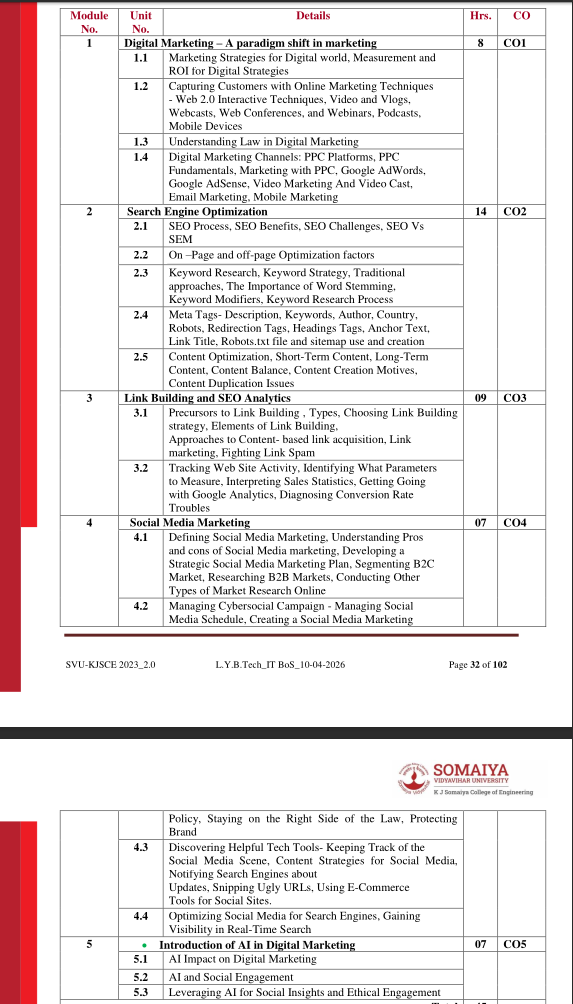 Module No. Unit No. Details Hrs. CO
1 Digital Marketing – A paradigm shift in marketing 8 CO1
1.1 Marketing Strategies for Digital world, Measurement and
ROI for Digital Strategies
1.2 Capturing Customers with Online Marketing Techniques
- Web 2.0 Interactive Techniques, Video and Vlogs,
Webcasts, Web Conferences, and Webinars, Podcasts,
Mobile Devices
1.3 Understanding Law in Digital Marketing
1.4 Digital Marketing Channels: PPC Platforms, PPC
Fundamentals, Marketing with PPC, Google AdWords,
Google AdSense, Video Marketing And Video Cast,
Email Marketing, Mobile Marketing
2 Search Engine Optimization 14 CO2
2.1 SEO Process, SEO Benefits, SEO Challenges, SEO Vs
SEM
2.2 On –Page and off-page Optimization factors
2.3 Keyword Research, Keyword Strategy, Traditional
approaches, The Importance of Word Stemming,
Keyword Modifiers, Keyword Research Process
2.4 Meta Tags- Description, Keywords, Author, Country,
Robots, Redirection Tags, Headings Tags, Anchor Text,
Link Title, Robots.txt file and sitemap use and creation
2.5 Content Optimization, Short-Term Content, Long-Term
Content, Content Balance, Content Creation Motives,
Content Duplication Issues
3 Link Building and SEO Analytics 09 CO3
3.1 Precursors to Link Building , Types, Choosing Link Building
strategy, Elements of Link Building,
Approaches to Content- based link acquisition, Link
marketing, Fighting Link Spam
3.2 Tracking Web Site Activity, Identifying What Parameters
to Measure, Interpreting Sales Statistics, Getting Going
with Google Analytics, Diagnosing Conversion Rate
Troubles
4 Social Media Marketing 07 CO4
4.1 Defining Social Media Marketing, Understanding Pros
and cons of Social Media marketing, Developing a
Strategic Social Media Marketing Plan, Segmenting B2C
Market, Researching B2B Markets, Conducting Other
Types of Market Research Online
4.2 Managing Cybersocial Campaign - Managing Social
Media Schedule, Creating a Social Media Marketing
SVU-KJSCE 2023_2.0 L.Y.B.Tech_IT BoS_10-04-2026 Page 32 of 102
SOMAIYA
VIDYAVIHAR UNIVERSITY
K J Somaiya College of Engineering
Policy, Staying on the Right Side of the Law, Protecting
Brand
4.3 Discovering Helpful Tech Tools- Keeping Track of the
Social Media Scene, Content Strategies for Social Media,
Notifying Search Engines about
Updates, Snipping Ugly URLs, Using E-Commerce
Tools for Social Sites.
4.4 Optimizing Social Media for Search Engines, Gaining
Visibility in Real-Time Search
5 • Introduction of AI in Digital Marketing 07 CO5
5.1 AI Impact on Digital Marketing
5.2 AI and Social Engagement
5.3 Leveraging AI for Social Insights and Ethical Engagement